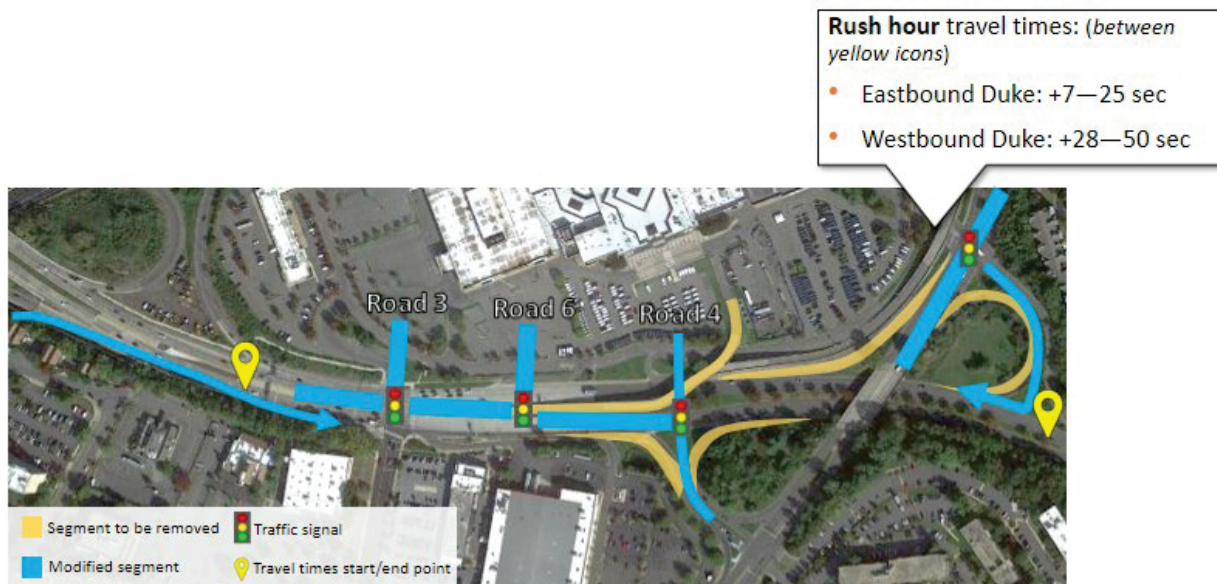 Rush hour travel times: (between
yellow icons)
• Eastbound Duke: +7—25 sec
• Westbound Duke: +28—50 sec
Road 3
Road 6
Road 4
Segment to be removed
Traffic signal
Modified segment
Travel times start/end point